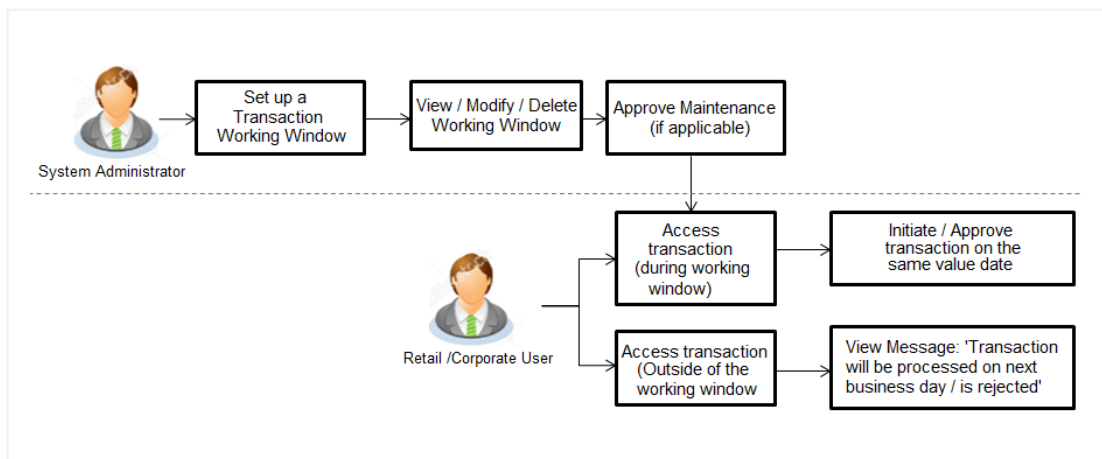 Set up a
Transaction
Working Window
View / Modify / Delete
Working Window
Approve Maintenance
(if applicable)
System Administrator
Access
transaction
(during working
window)
Initiate / Approve
transaction on the
same value date
Retail /Corporate User
Access transaction
(Outside of the
working window
View Message: 'Transaction
will be processed on next
business day / is rejected'